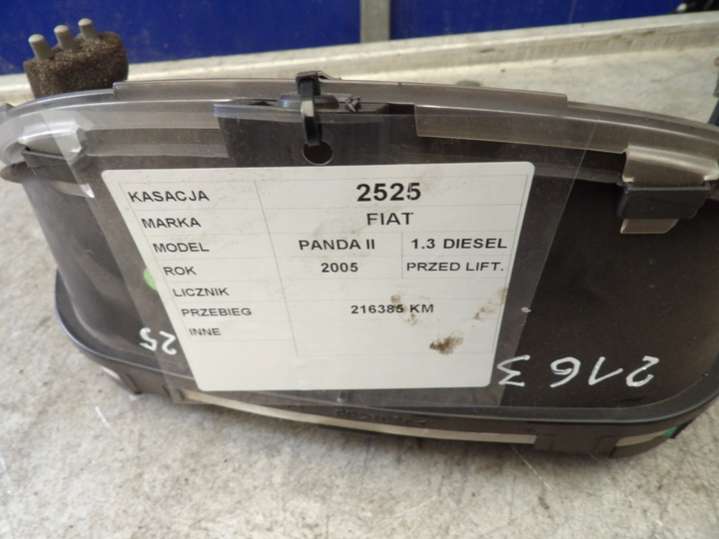 KASACJA 2525
MARKA FIAT
MODEL PANDA II 1.3 DIESEL
ROK 2005 PRZED LIFT.
LICZNIK
PRZEBIEG 216385 KM
INNE
25
2163